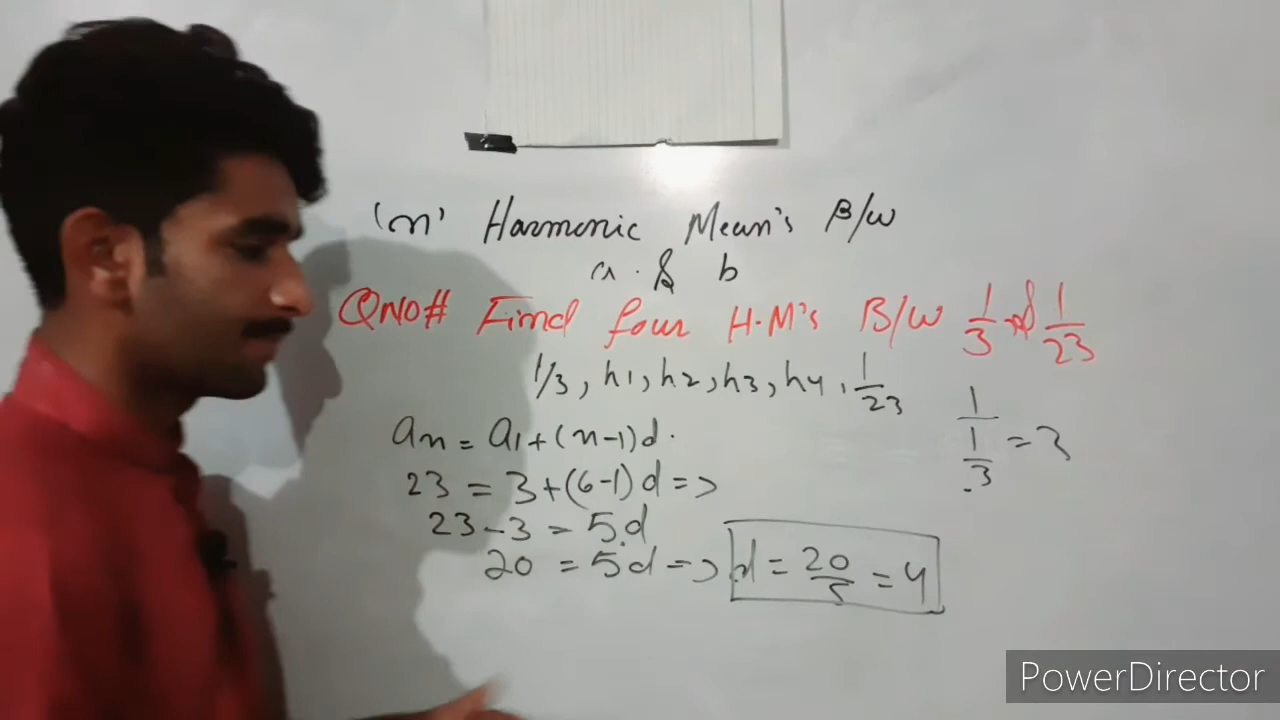 'n' Harmonic Mean's B/W
a & b
QNO# Find four H.M's B/W 1/3 & 1/23
1/3, h1, h2, h3, h4, 1/23
an = a1 + (n-1)d.
23 = 3 + (6-1)d =>
23 - 3 = 5.d
20 = 5d => d = 20/5 = 4
1/(1/3) = 3
PowerDirector